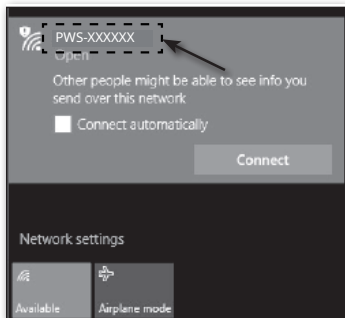 PWS-XXXXXX
Open
Other people might be able to see info you
send over this network
Connect automatically
Connect
Network settings
Available
Airplane mode